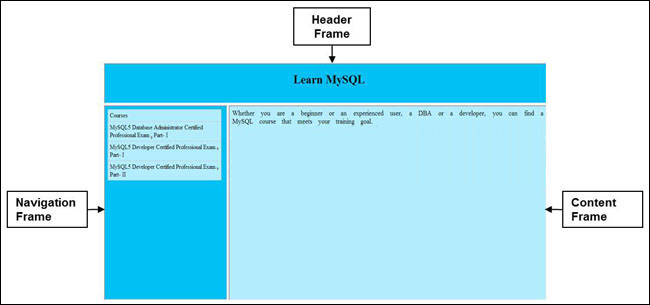 Header
Frame
Learn MySQL
Courses
MySQL5 Database Administrator Certified
Professional Exam , Part- I
MySQL5 Developer Certified Professional Exam ,
Part- I
MySQL5 Developer Certified Professional Exam ,
Part- II
Whether you are a beginner or an experienced user, a DBA or a developer, you can find a
MySQL course that meets your training goal.
Navigation
Frame
Content
Frame